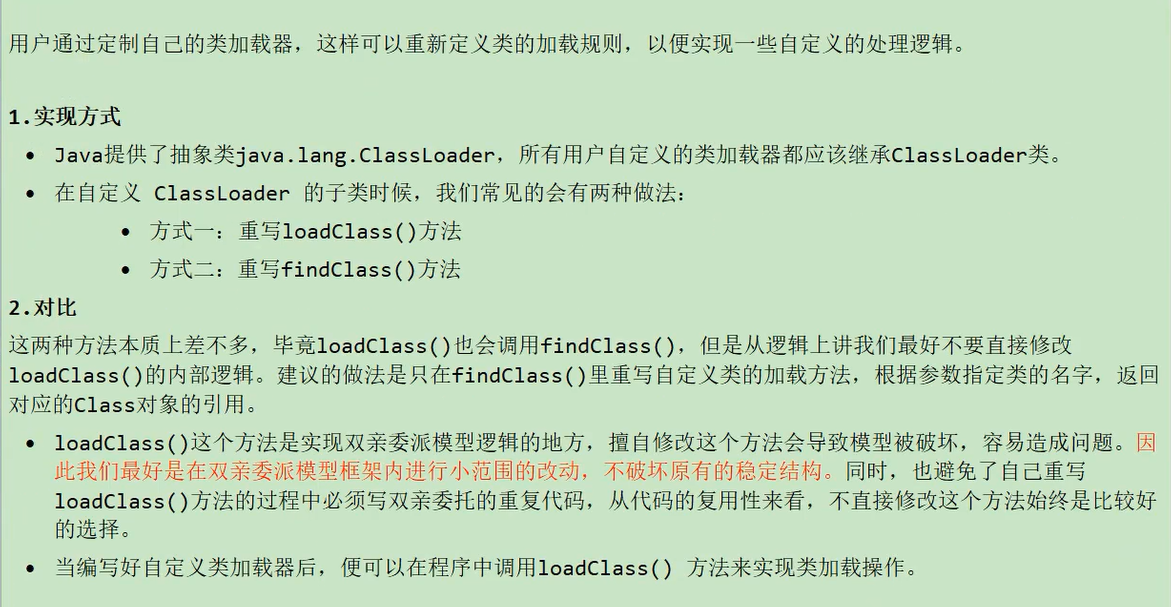 用户通过定制自己的类加载器，这样可以重新定义类的加载规则，以便实现一些自定义的处理逻辑。
1.实现方式
• Java提供了抽象类java.lang.ClassLoader，所有用户自定义的类加载器都应该继承ClassLoader类。
• 在自定义 ClassLoader 的子类时候，我们常见的会有两种做法：
• 方式一：重写loadClass()方法
• 方式二：重写findClass()方法
2.对比
这两种方法本质上差不多，毕竟loadClass()也会调用findClass()，但是从逻辑上讲我们最好不要直接修改
loadClass()的内部逻辑。建议的做法是只在findClass()里重写自定义类的加载方法，根据参数指定类的名字，返回
对应的Class对象的引用。
• loadClass()这个方法是实现双亲委派模型逻辑的地方，擅自修改这个方法会导致模型被破坏，容易造成问题。因
此我们最好是在双亲委派模型框架内进行小范围的改动，不破坏原有的稳定结构。同时，也避免了自己重写
loadClass()方法的过程中必须写双亲委托的重复代码，从代码的复用性来看，不直接修改这个方法始终是比较好
的选择。
• 当编写好自定义类加载器后，便可以在程序中调用loadClass() 方法来实现类加载操作。